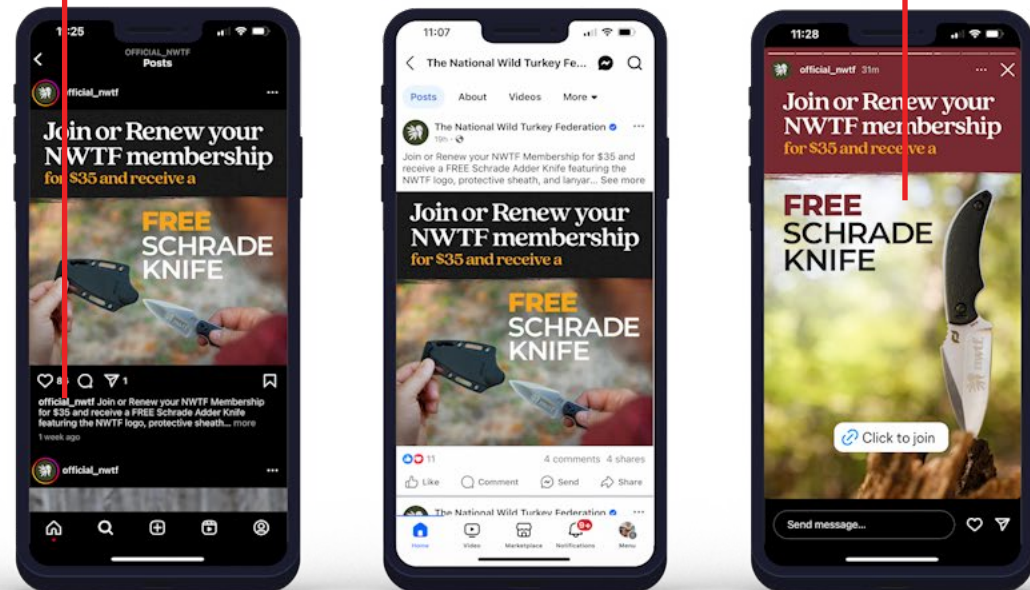 11:25
OFFICIAL_NWTF
Posts
official_nwtf
Join or Renew your
NWTF membership
for $35 and receive a
FREE
SCHRADE
KNIFE
1
official_nwtf Join or Renew your NWTF Membership
for $35 and receive a FREE Schrade Adder Knife
featuring the NWTF logo, protective sheath... more
1 week ago
official_nwtf
11:07
The National Wild Turkey Fe...
Posts About Videos More
The National Wild Turkey Federation
19h
Join or Renew your NWTF Membership for $35 and
receive a FREE Schrade Adder Knife featuring the
NWTF logo, protective sheath, and lanyar... See more
Join or Renew your
NWTF membership
for $35 and receive a
FREE
SCHRADE
KNIFE
11 4 comments 4 shares
Like Comment Send Share
The National Wild Turkey Federation
9+
Home Video Marketplace Notifications Menu
11:28
official_nwtf 31m
Join or Renew your
NWTF membership
for $35 and receive a
FREE
SCHRADE
KNIFE
Click to join
Send message...